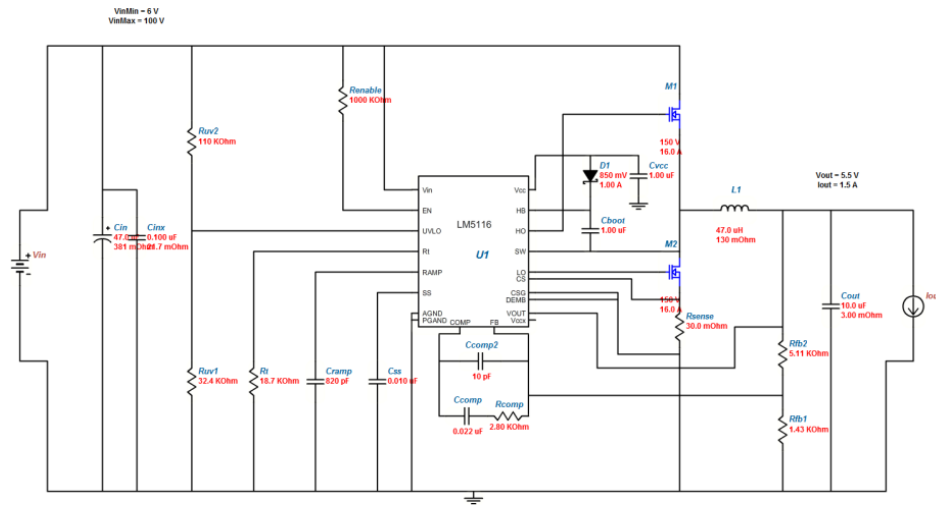 VinMin = 6 V
VinMax = 100 V
M1
Renable
1000 KOhm
Ruv2
110 KOhm
150 V
16.0 A
D1
850 mV
1.00 A
Cvcc
1.00 uF
Vout = 5.5 V
Iout = 1.5 A
L1
47.0 uH
130 mOhm
Vin
EN
UVLO
Rt
RAMP
SS
AGND
PGAND
COMP
FB
LM5116
U1
Vcc
HB
HO
SW
LO
CS
CSG
DEMB
VOUT
Vccx
Cboot
1.00 uF
M2
150 V
16.0 A
Cin
47.0 uF
381 mOhm
Cinx
0.100 uF
Vin
Rsense
30.0 mOhm
Cout
10.0 uF
3.00 mOhm
Rfb2
5.11 KOhm
Ccomp2
10 pF
Ruv1
32.4 KOhm
Rt
18.7 KOhm
Cramp
820 pF
Css
0.010 uF
Ccomp
0.022 uF
Rcomp
2.80 KOhm
Rfb1
1.43 KOhm